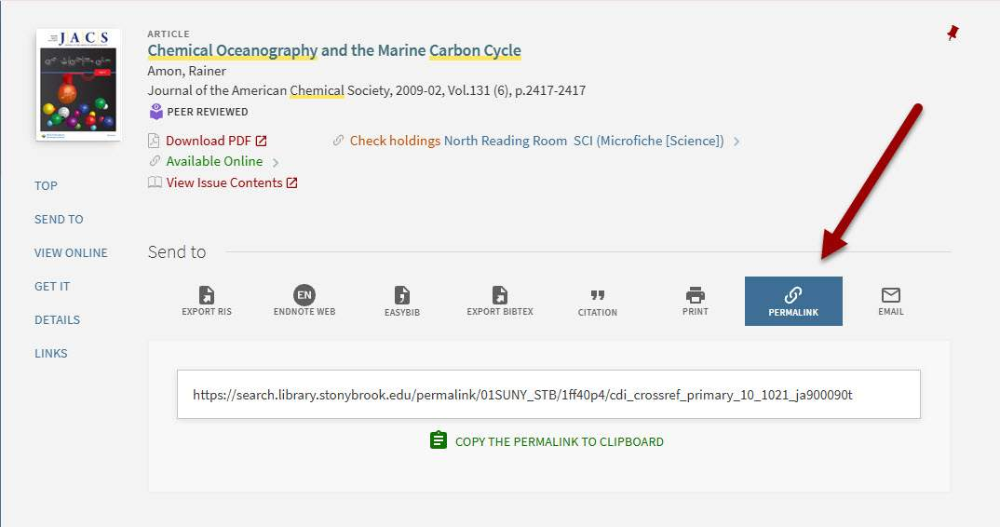 JACS
ARTICLE
Chemical Oceanography and the Marine Carbon Cycle
Amon, Rainer
Journal of the American Chemical Society, 2009-02, Vol.131 (6), p.2417-2417
PEER REVIEWED
Download PDF
Check holdings North Reading Room SCI (Microfiche [Science])
Available Online
View Issue Contents
TOP
SEND TO
VIEW ONLINE
GET IT
DETAILS
LINKS
Send to
EXPORT RIS
EN
ENDNOTE WEB
EASYBIB
EXPORT BIBTEX
CITATION
PRINT
PERMALINK
EMAIL
https://search.library.stonybrook.edu/permalink/01SUNY_STB/1ff40p4/cdi_crossref_primary_10_1021_ja900090t
COPY THE PERMALINK TO CLIPBOARD